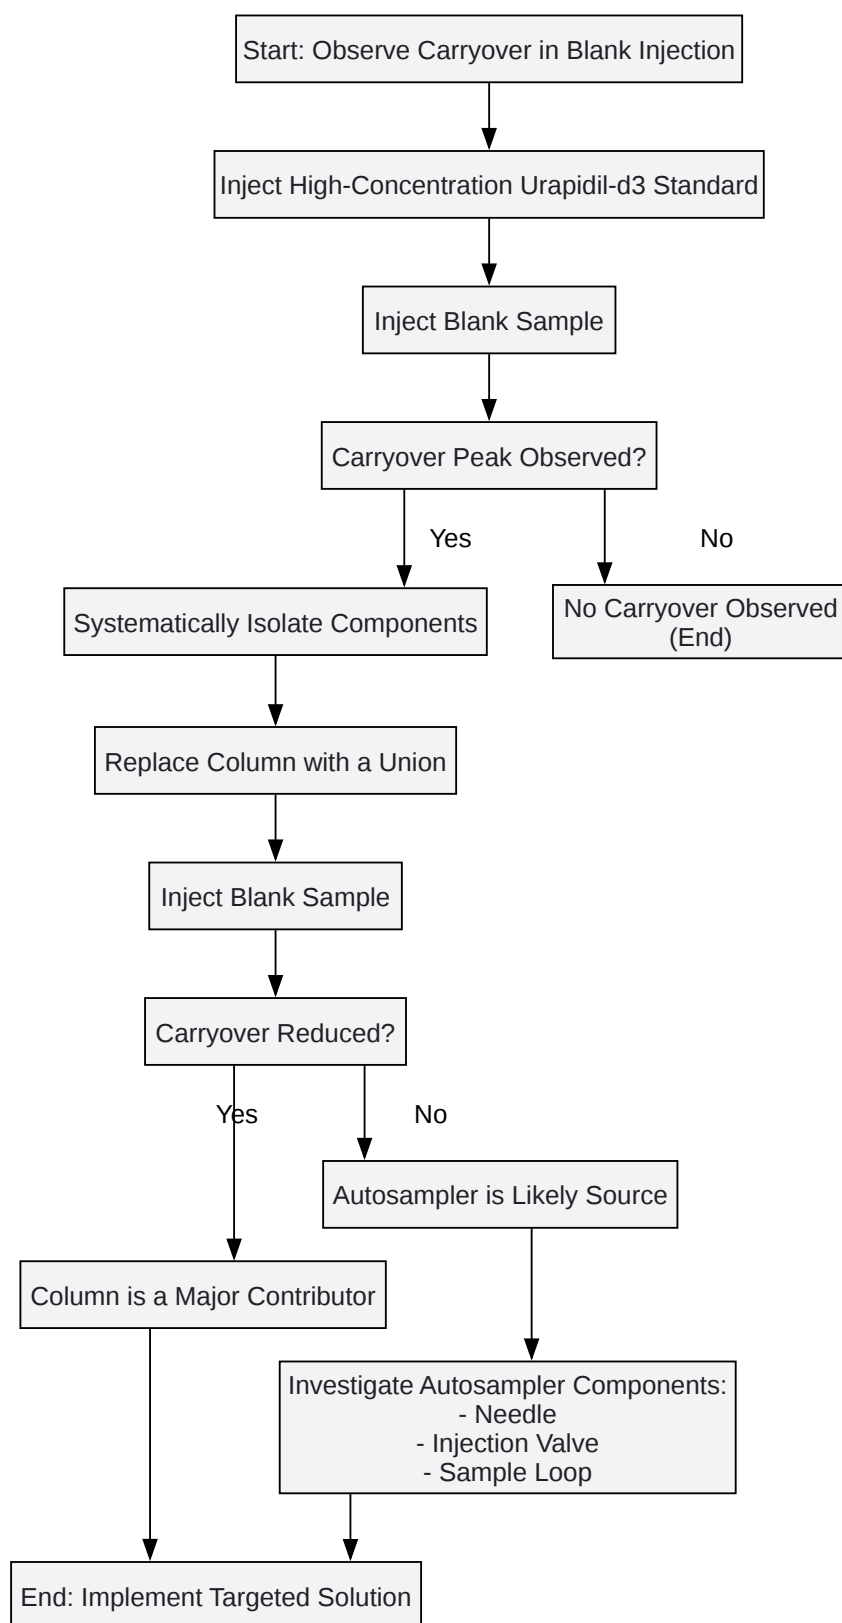 Start: Observe Carryover in Blank Injection
Inject High-Concentration Urapidil-d3 Standard
Inject Blank Sample
Carryover Peak Observed?
Yes
No
Systematically Isolate Components
No Carryover Observed
(End)
Replace Column with a Union
Inject Blank Sample
Carryover Reduced?
Yes
No
Autosampler is Likely Source
Column is a Major Contributor
Investigate Autosampler Components:
- Needle
- Injection Valve
- Sample Loop
End: Implement Targeted Solution